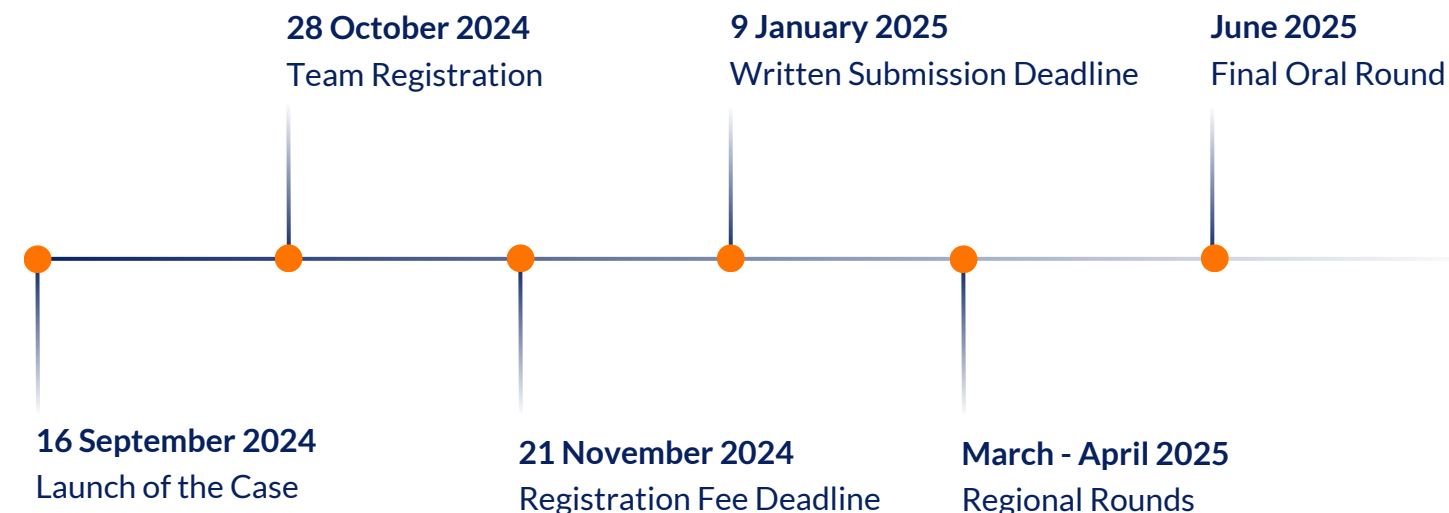 28 October 2024
Team Registration
9 January 2025
Written Submission Deadline
June 2025
Final Oral Round
16 September 2024
Launch of the Case
21 November 2024
Registration Fee Deadline
March - April 2025
Regional Rounds